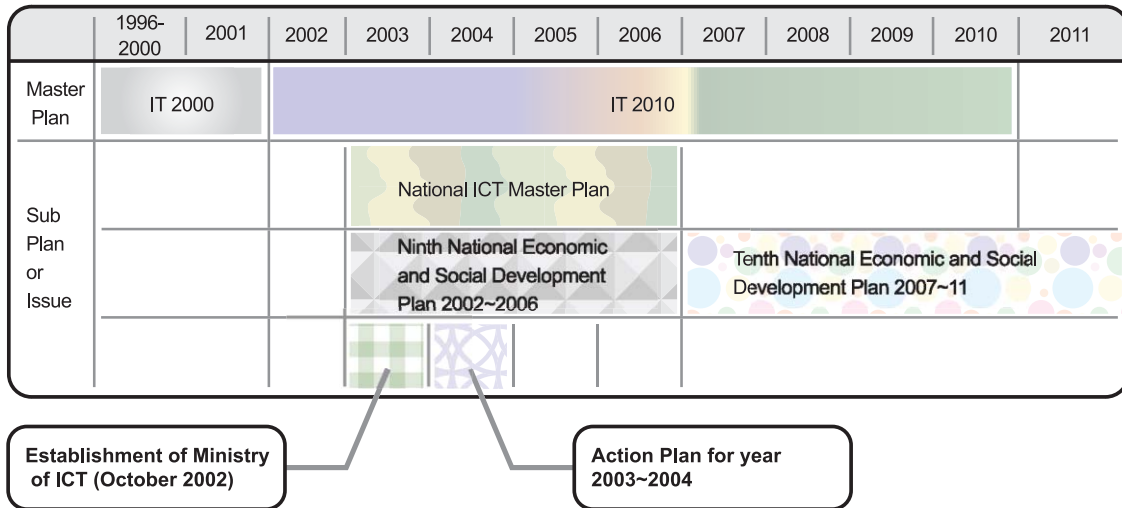 1996-
2000
2001
2002
2003
2004
2005
2006
2007
2008
2009
2010
2011
Master
Plan
IT 2000
IT 2010
Sub
Plan
or
Issue
National ICT Master Plan
Ninth National Economic
and Social Development
Plan 2002~2006
Tenth National Economic and Social
Development Plan 2007~11
Establishment of Ministry
of ICT (October 2002)
Action Plan for year
2003~2004